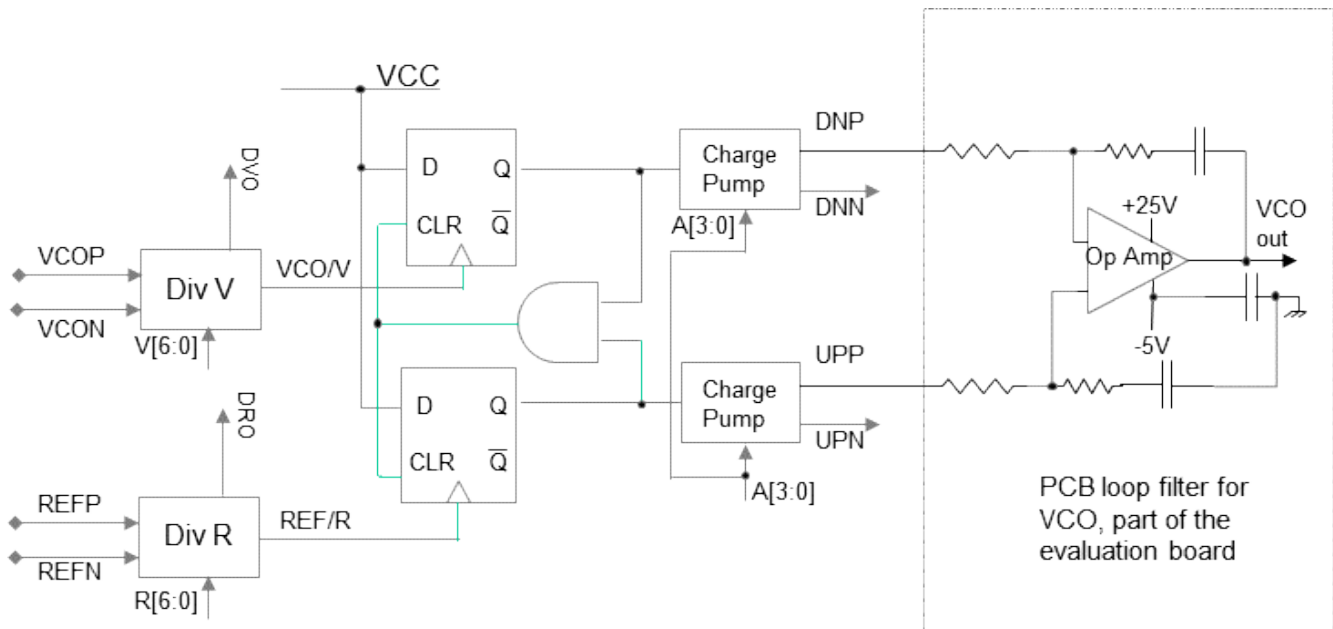 VCC
DNP
DVO
D
Q
Charge
Pump
DNN
CLR
Q
A[3:0]
+25V
VCO
out
Op Amp
VCOP
Div V
VCO/V
VCON
V[6:0]
-5V
UPP
DRO
D
Q
Charge
Pump
CLR
Q
UPN
A[3:0]
REFP
Div R
REF/R
REFN
R[6:0]
PCB loop filter for
VCO, part of the
evaluation board